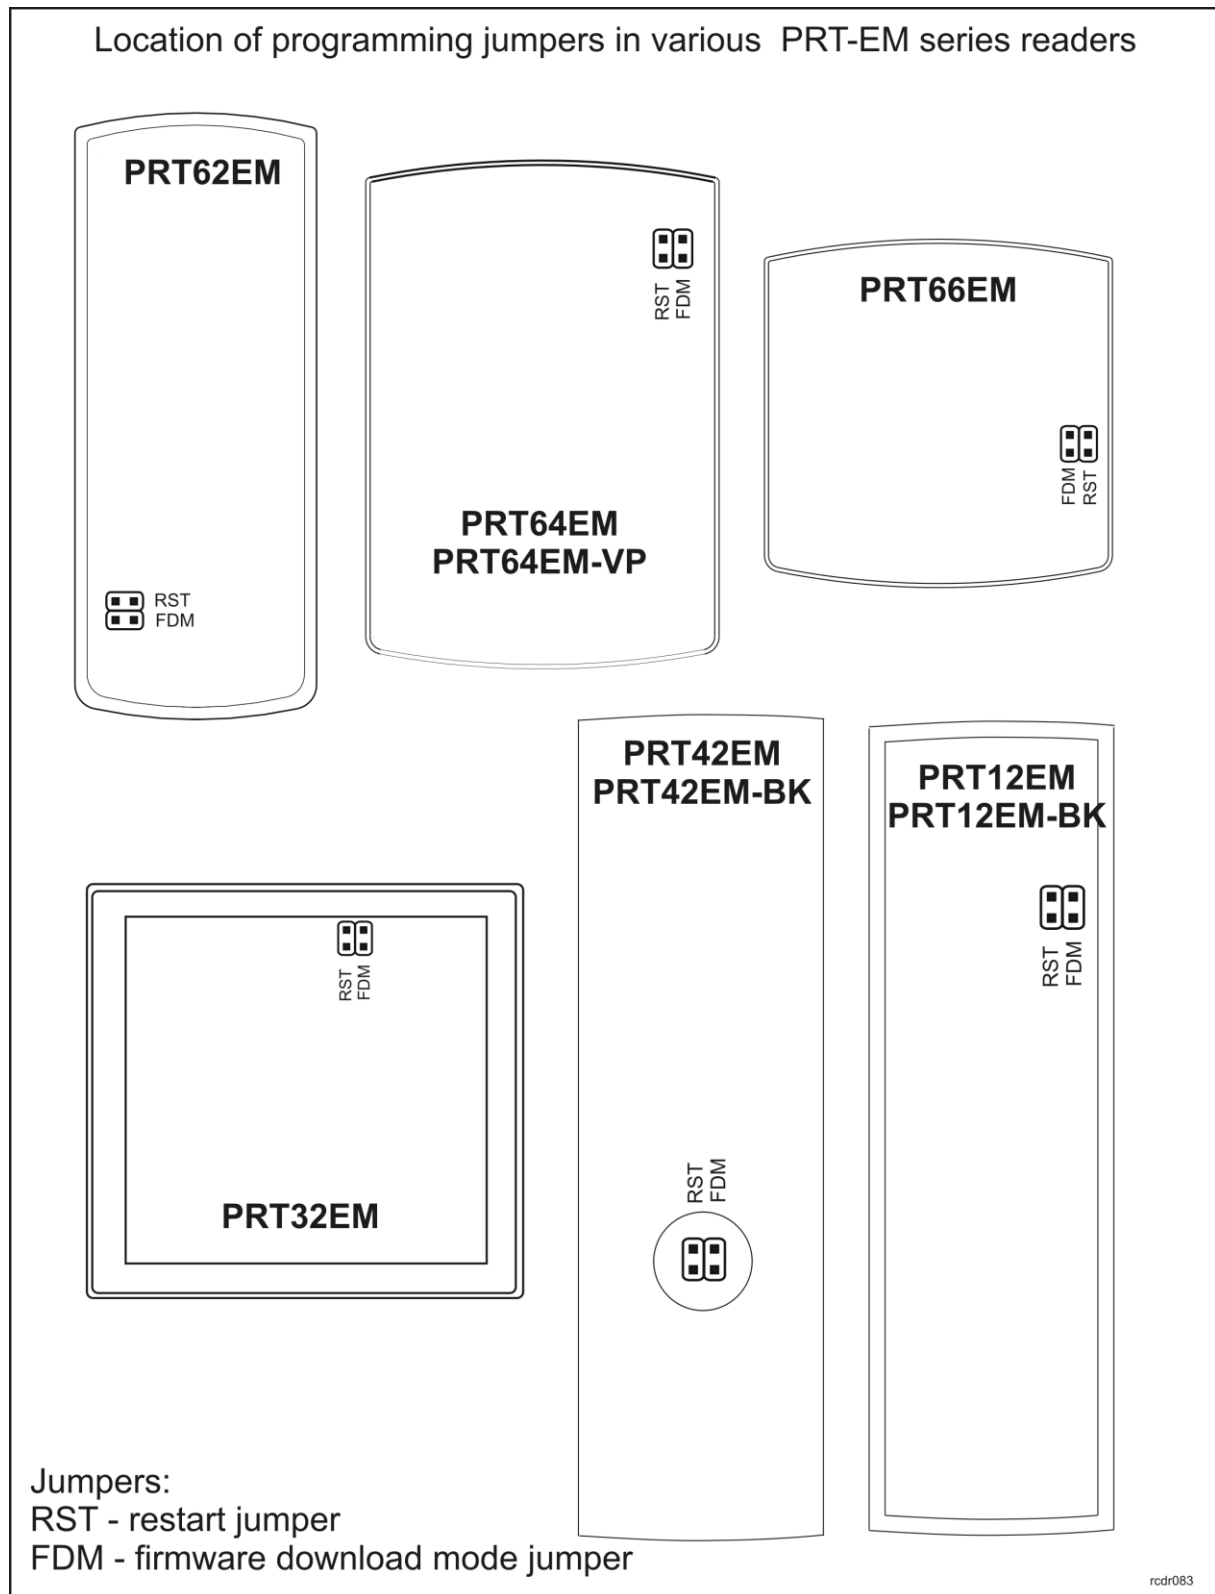 Location of programming jumpers in various PRT-EM series readers
PRT62EM
RST
FDM
RST
FDM
PRT64EM
PRT64EM-VP
PRT66EM
FDM
RST
RST
FDM
PRT32EM
PRT42EM
PRT42EM-BK
RST
FDM
PRT12EM
PRT12EM-BK
RST
FDM
Jumpers:
RST - restart jumper
FDM - firmware download mode jumper
rcdr083